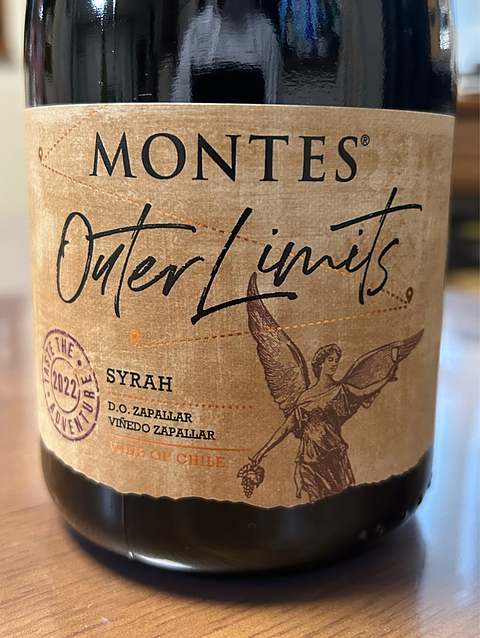 MONTES®
Outer Limits
TASTE THE
2022
ADVENTURE
SYRAH
D.O. ZAPALLAR
VIÑEDO ZAPALLAR
WINE OF CHILE